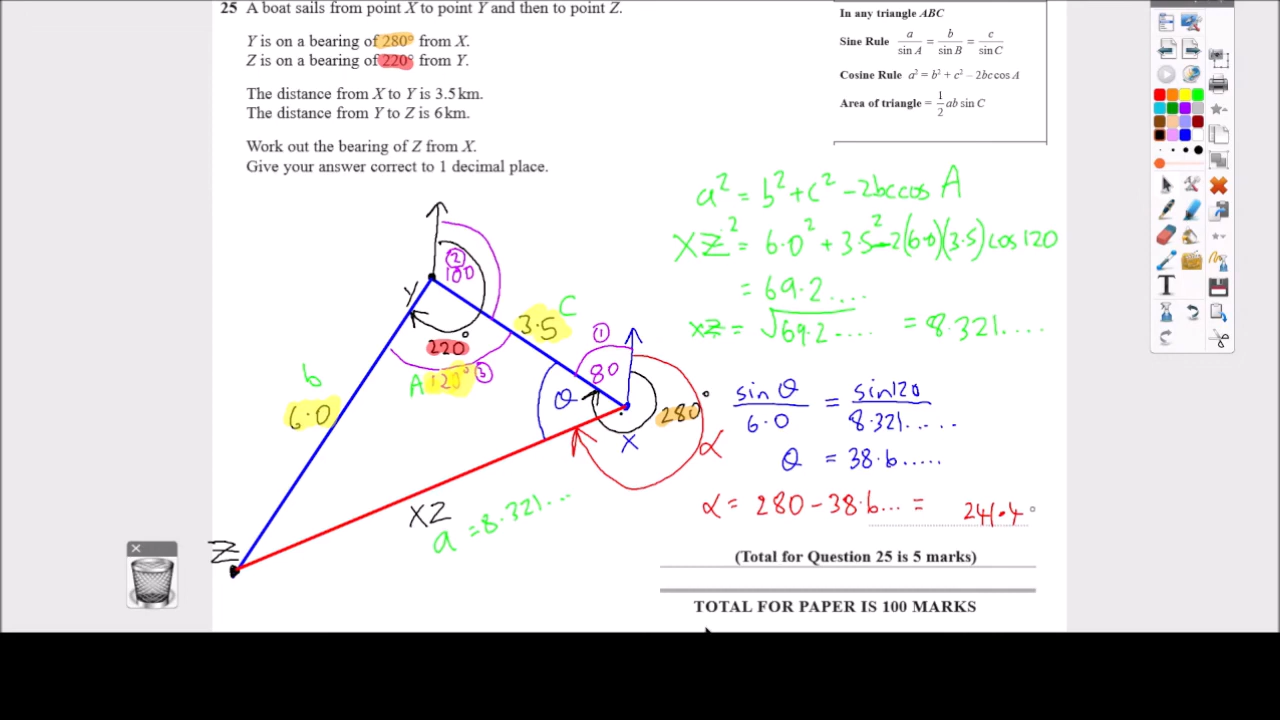 25 A boat sails from point X to point Y and then to point Z.
Y is on a bearing of 280° from X.
Z is on a bearing of 220° from Y.
The distance from X to Y is 3.5 km.
The distance from Y to Z is 6 km.
Work out the bearing of Z from X.
Give your answer correct to 1 decimal place.
In any triangle ABC
Sine Rule a/sin A = b/sin B = c/sin C
Cosine Rule a² = b² + c² – 2bc cos A
Area of triangle = 1/2 ab sin C
a² = b² + c² – 2bc cos A
XZ² = 6.0² + 3.5² – 2(6.0)(3.5) cos 120
= 69.2....
XZ = √69.2.... = 8.321....
sin θ / 6.0 = sin 120 / 8.321.....
θ = 38.6.....
α = 280 – 38.6... = 241.4°
(Total for Question 25 is 5 marks)
TOTAL FOR PAPER IS 100 MARKS
② 100
Y
220°
A 120° ③
3.5 C
①
80
θ
280°
X
α
b
6.0
XZ
a = 8.321...
Z
T